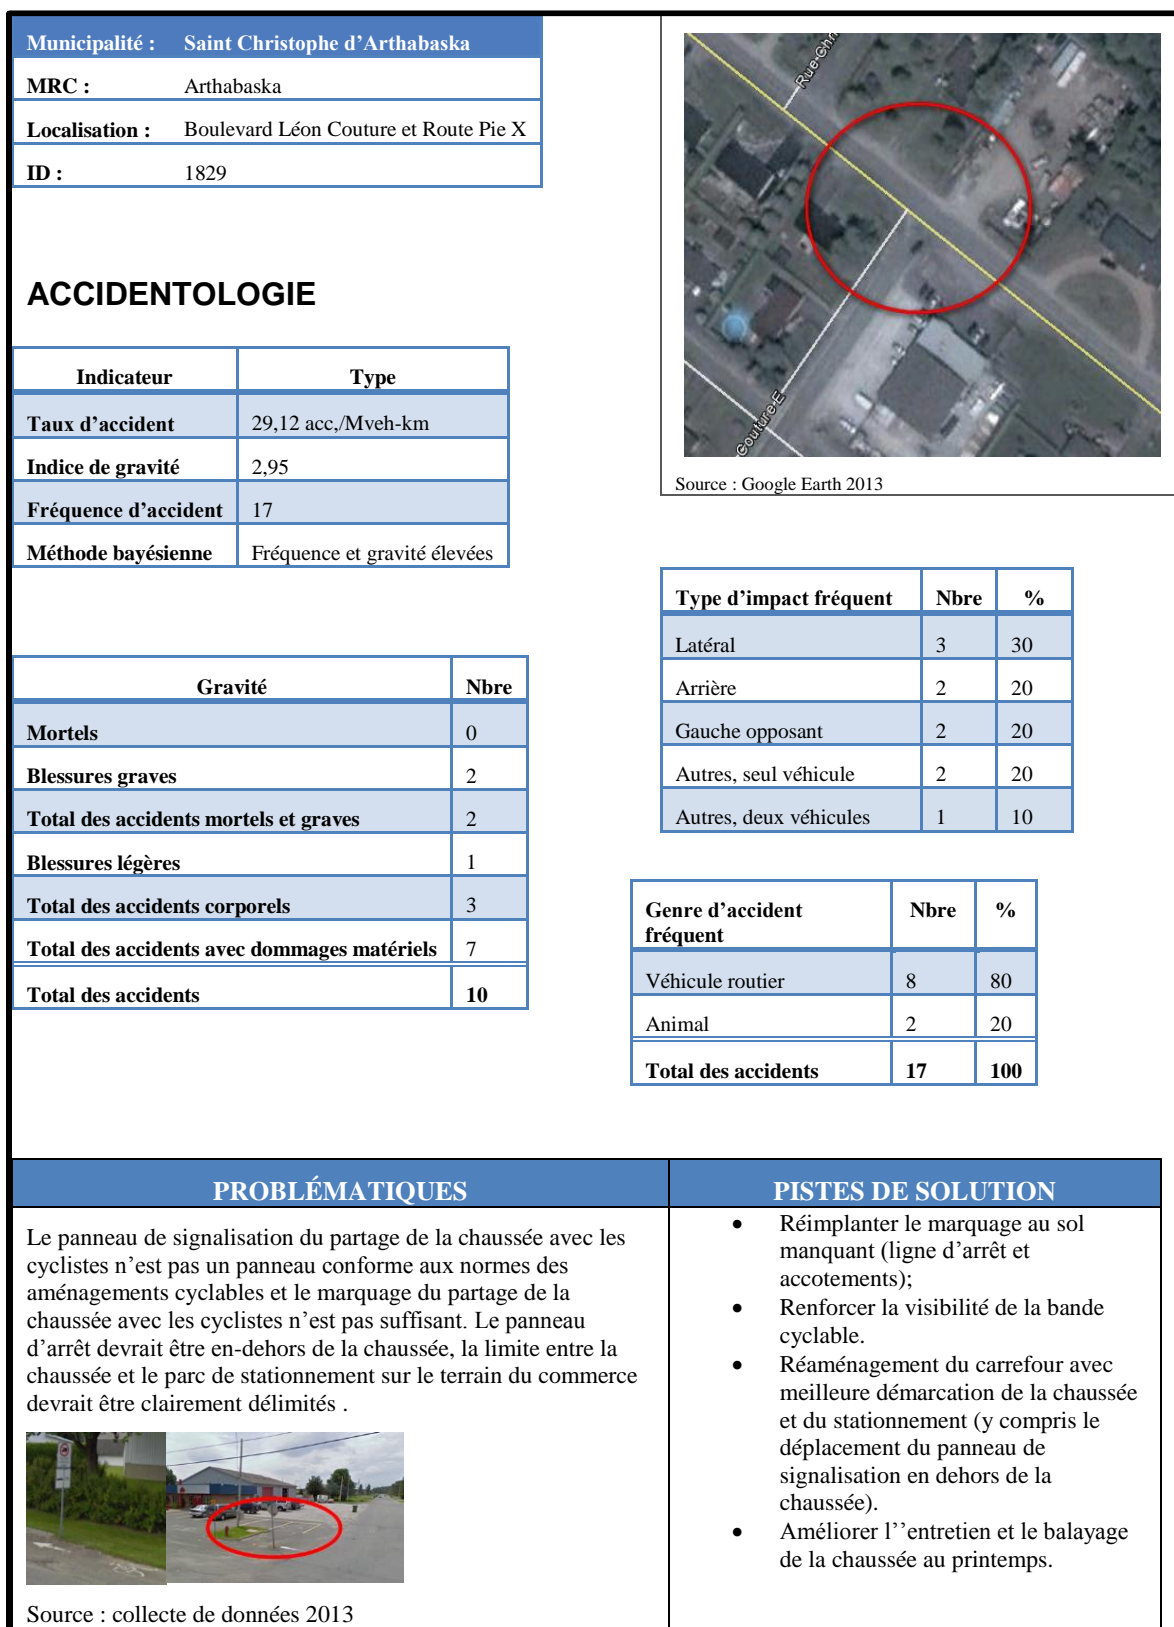 Municipalité : Saint Christophe d’Arthabaska
MRC : Arthabaska
Localisation : Boulevard Léon Couture et Route Pie X
ID : 1829
Rue Chri
Couture E
Source : Google Earth 2013
ACCIDENTOLOGIE
Indicateur Type
Taux d’accident 29,12 acc,/Mveh-km
Indice de gravité 2,95
Fréquence d’accident 17
Méthode bayésienne Fréquence et gravité élevées
Gravité Nbre
Mortels 0
Blessures graves 2
Total des accidents mortels et graves 2
Blessures légères 1
Total des accidents corporels 3
Total des accidents avec dommages matériels 7
Total des accidents 10
Type d’impact fréquent Nbre %
Latéral 3 30
Arrière 2 20
Gauche opposant 2 20
Autres, seul véhicule 2 20
Autres, deux véhicules 1 10
Genre d’accident
fréquent Nbre %
Véhicule routier 8 80
Animal 2 20
Total des accidents 17 100
PROBLÉMATIQUES
Le panneau de signalisation du partage de la chaussée avec les
cyclistes n’est pas un panneau conforme aux normes des
aménagements cyclables et le marquage du partage de la
chaussée avec les cyclistes n’est pas suffisant. Le panneau
d’arrêt devrait être en-dehors de la chaussée, la limite entre la
chaussée et le parc de stationnement sur le terrain du commerce
devrait être clairement délimités .
Source : collecte de données 2013
PISTES DE SOLUTION
• Réimplanter le marquage au sol
manquant (ligne d’arrêt et
accotements);
• Renforcer la visibilité de la bande
cyclable.
• Réaménagement du carrefour avec
meilleure démarcation de la chaussée
et du stationnement (y compris le
déplacement du panneau de
signalisation en dehors de la
chaussée).
• Améliorer l’’entretien et le balayage
de la chaussée au printemps.